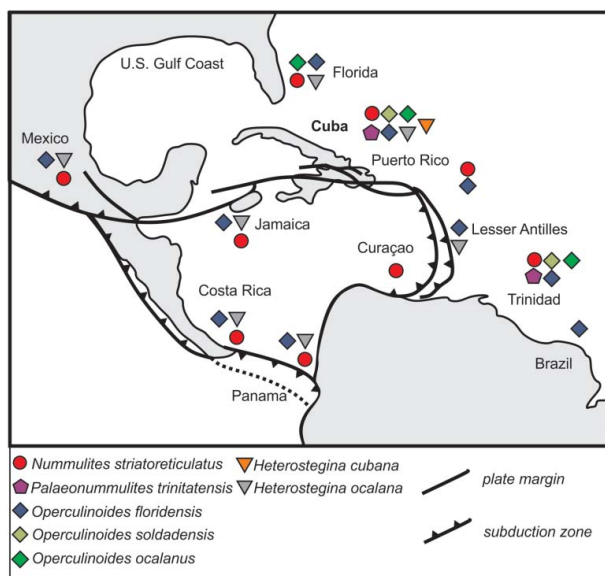 U.S. Gulf Coast
Florida
Cuba
Mexico
Puerto Rico
Jamaica
Lesser Antilles
Curaçao
Costa Rica
Trinidad
Brazil
Panama
Nummulites striatoreticulatus
Palaeonummulites trinitatensis
Operculinoides floridensis
Operculinoides soldadensis
Operculinoides ocalanus
Heterostegina cubana
Heterostegina ocalana
plate margin
subduction zone